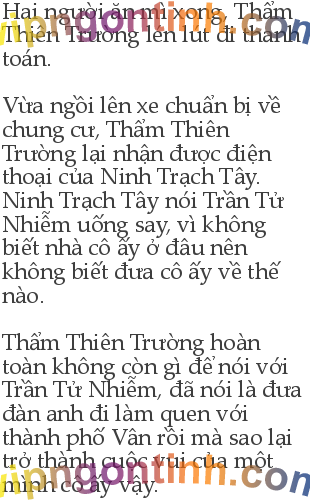 Hai người ăn mì xong, Thẩm
Thiên Trường lén lút đi thanh
toán.
Vừa ngồi lên xe chuẩn bị về
chung cư, Thẩm Thiên
Trường lại nhận được điện
thoại của Ninh Trạch Tây.
Ninh Trạch Tây nói Trần Tử
Nhiễm uống say, vì không
biết nhà cô ấy ở đâu nên
không biết đưa cô ấy về thế
nào.
Thẩm Thiên Trường hoàn
toàn không còn gì để nói với
Trần Tử Nhiễm, đã nói là đưa
đàn anh đi làm quen với
thành phố Vân rồi mà sao lại
trở thành cuộc vui của một
mình cô ấy vậy.
vipngontinh.com
vipngontinh.com